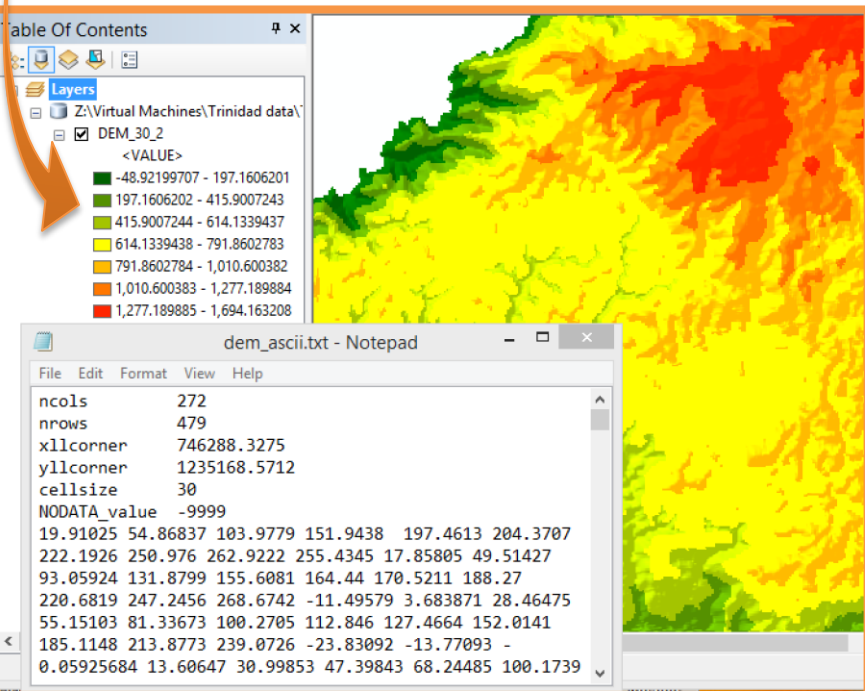 Table Of Contents
Layers
Z:\Virtual Machines\Trinidad data\
DEM_30_2
<VALUE>
-48.92199707 - 197.1606201
197.1606202 - 415.9007243
415.9007244 - 614.1339437
614.1339438 - 791.8602783
791.8602784 - 1,010.600382
1,010.600383 - 1,277.189884
1,277.189885 - 1,694.163208
dem_ascii.txt - Notepad
File Edit Format View Help
ncols 272
nrows 479
xllcorner 746288.3275
yllcorner 1235168.5712
cellsize 30
NODATA_value -9999
19.91025 54.86837 103.9779 151.9438 197.4613 204.3707
222.1926 250.976 262.9222 255.4345 17.85805 49.51427
93.05924 131.8799 155.6081 164.44 170.5211 188.27
220.6819 247.2456 268.6742 -11.49579 3.683871 28.46475
55.15103 81.33673 100.2705 112.846 127.4664 152.0141
185.1148 213.8773 239.0726 -23.83092 -13.77093 -
0.05925684 13.60647 30.99853 47.39843 68.24485 100.1739